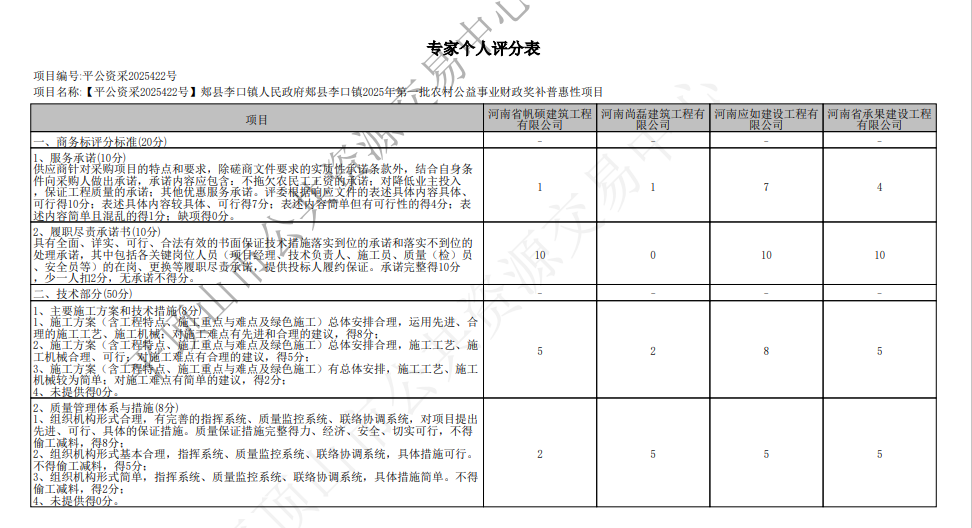 专家个人评分表
项目编号:平公资采2025422号
项目名称:【平公资采2025422号】郏县李口镇人民政府郏县李口镇2025年第一批农村公益事业财政奖补普惠性项目
项目 河南省帆硕建筑工程有限公司 河南尚磊建筑工程有限公司 河南应如建设工程有限公司 河南省承果建设工程有限公司
一、商务标评分标准(20分) - - - -
1、服务承诺(10分)
供应商针对采购项目的特点和要求，除磋商文件要求的实质性承诺条款外，结合自身条
件向采购人做出承诺，承诺内容应包含：不拖欠农民工工资的承诺；对降低业主投入
，保证工程质量的承诺；其他优惠服务承诺。评委根据响应文件的表述具体内容具体、
可行得10分；表述具体内容较具体、可行得7分；表述内容简单但有可行性的得4分；表
述内容简单且混乱的得1分；缺项得0分。
1 1 7 4
2、履职尽责承诺书(10分)
具有全面、详实、可行、合法有效的书面保证技术措施落实到位的承诺和落实不到位的
处理承诺，其中包括各关键岗位人员（项目经理、技术负责人、施工员、质量（检）员
、安全员等）的在岗、更换等履职尽责承诺，提供投标人履约保证。承诺完整得10分
，少一人扣2分，无承诺不得分。
10 0 10 10
二、技术部分(50分) - - - -
1、主要施工方案和技术措施(8分)
1、施工方案（含工程特点、施工重点与难点及绿色施工）总体安排合理，运用先进、合
理的施工工艺、施工机械；对施工难点有先进和合理的建议，得8分；
2、施工方案（含工程特点、施工重点与难点及绿色施工）总体安排合理，施工工艺、施
工机械合理、可行；对施工难点有合理的建议，得5分；
3、施工方案（含工程特点、施工重点与难点及绿色施工）有总体安排，施工工艺、施工
机械较为简单；对施工难点有简单的建议，得2分；
4、未提供得0分。
5 2 8 5
2、质量管理体系与措施(8分)
1、组织机构形式合理，有完善的指挥系统、质量监控系统、联络协调系统，对项目提出
先进、可行、具体的保证措施。质量保证措施完整得力、经济、安全、切实可行，不得
偷工减料，得8分；
2、组织机构形式基本合理，指挥系统、质量监控系统、联络协调系统，具体措施可行。
不得偷工减料，得5分；
3、组织机构形式简单，指挥系统、质量监控系统、联络协调系统，具体措施简单。不得
偷工减料，得2分；
4、未提供得0分。
2 5 5 5
平顶山市公共资源交易中心
平顶山市公共资源交易中心